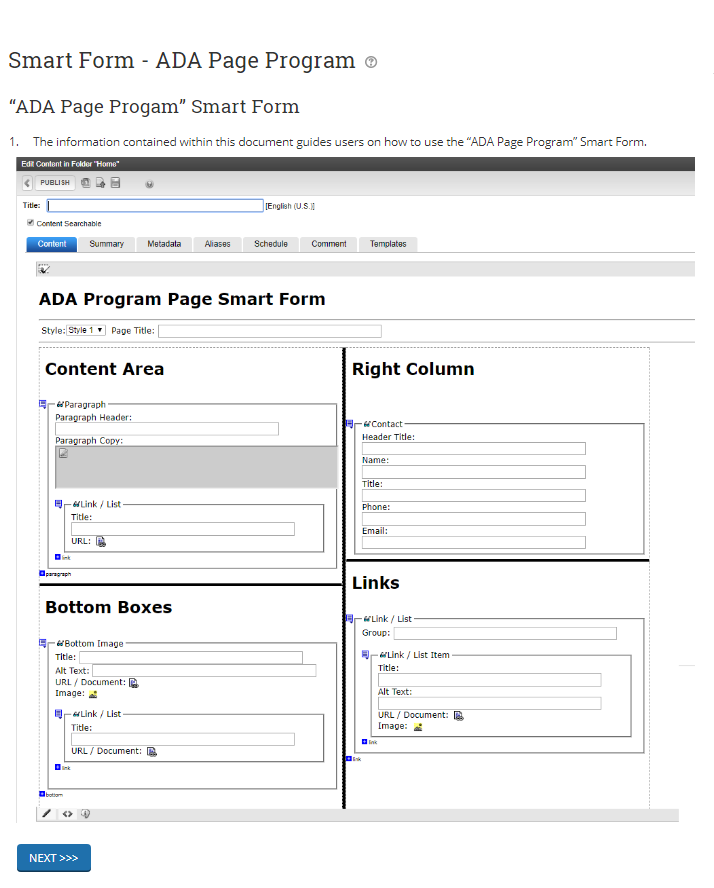 Smart Form - ADA Page Program
“ADA Page Progam” Smart Form
1. The information contained within this document guides users on how to use the “ADA Page Program” Smart Form.
Edit Content in Folder "Home"
PUBLISH
Title: [English (U.S.)]
Content Searchable
Content Summary Metadata Aliases Schedule Comment Templates
ADA Program Page Smart Form
Style: Style 1 Page Title:
Content Area
Paragraph
Paragraph Header:
Paragraph Copy:
Link / List
Title:
URL:
link
paragraph
Bottom Boxes
Bottom Image
Title:
Alt Text:
URL / Document:
Image:
Link / List
Title:
URL / Document:
link
bottom
Right Column
Contact
Header Title:
Name:
Title:
Phone:
Email:
Links
Link / List
Group:
Link / List Item
Title:
Alt Text:
URL / Document:
Image:
link
link
NEXT >>>